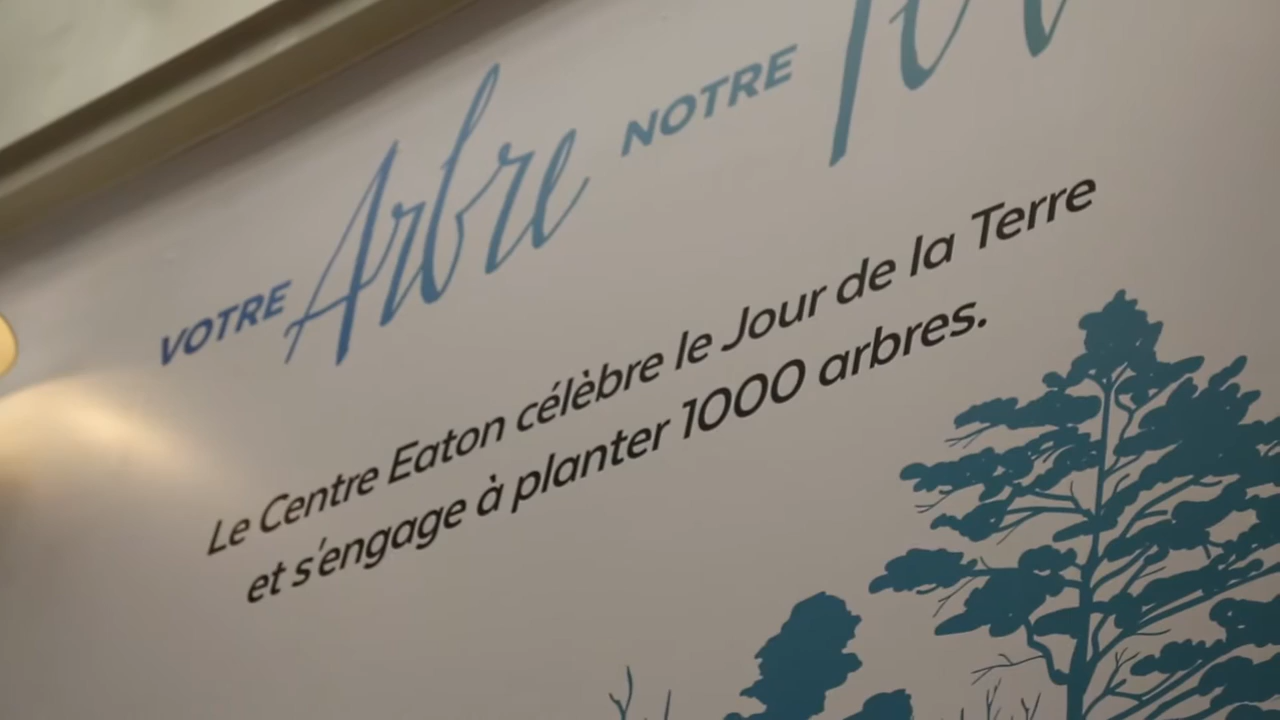 VOTRE Arbre NOTRE
Le Centre Eaton célèbre le Jour de la Terre
et s'engage à planter 1000 arbres.